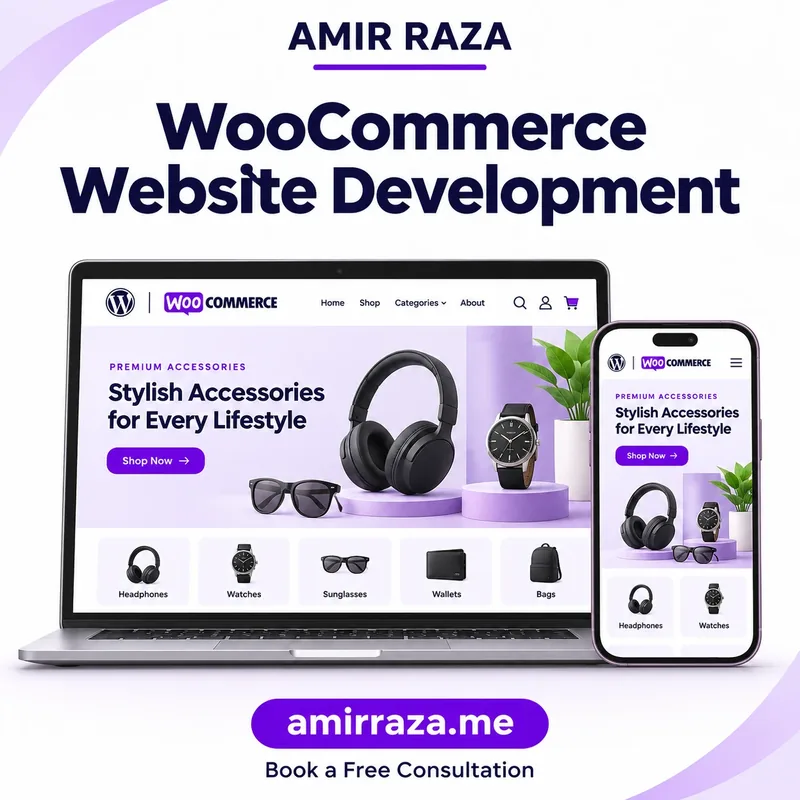 AMIR RAZA
WooCommerce
Website Development
W | WOO COMMERCE Home Shop Categories About
PREMIUM ACCESSORIES
Stylish Accessories
for Every Lifestyle
Shop Now →
Headphones Watches Sunglasses Wallets Bags
W | WOO COMMERCE
PREMIUM ACCESSORIES
Stylish Accessories
for Every Lifestyle
Shop Now →
Headphones Watches
amirraza.me
Book a Free Consultation